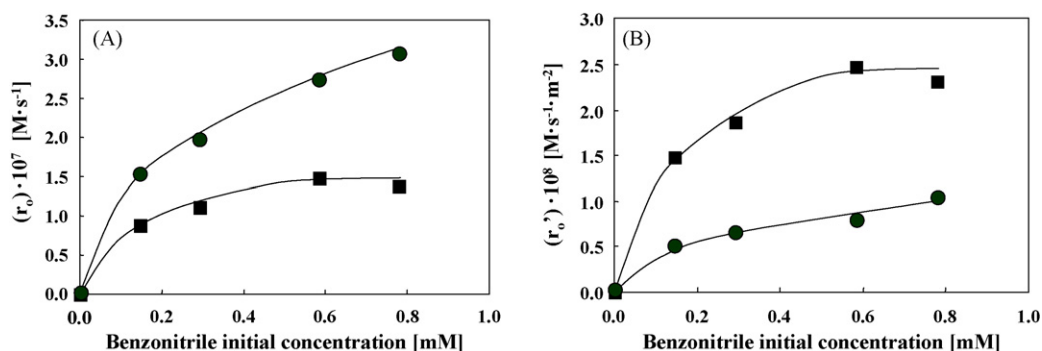 (A)
3.5
3.0
2.5
2.0
1.5
1.0
0.5
0.0
(rₒ)·10⁷ [M·s⁻¹]
0.0 0.2 0.4 0.6 0.8 1.0
Benzonitrile initial concentration [mM]
(B)
3.0
2.5
2.0
1.5
1.0
0.5
0.0
(rₒ')·10⁸ [M·s⁻¹·m⁻²]
0.0 0.2 0.4 0.6 0.8 1.0
Benzonitrile initial concentration [mM]